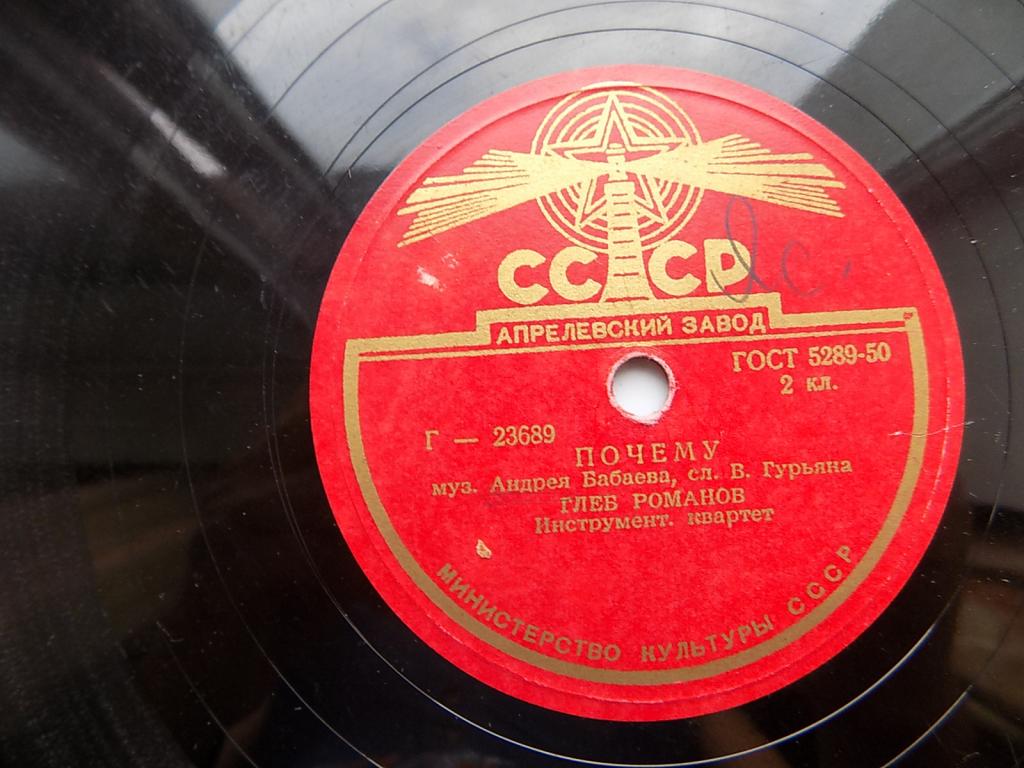 СССР
АПРЕЛЕВСКИЙ ЗАВОД
ГОСТ 5289-50
2 кл.
Г — 23689
ПОЧЕМУ
муз. Андрея Бабаева, сл. В. Гурьяна
ГЛЕБ РОМАНОВ
Инструмент. квартет
МИНИСТЕРСТВО КУЛЬТУРЫ СССР